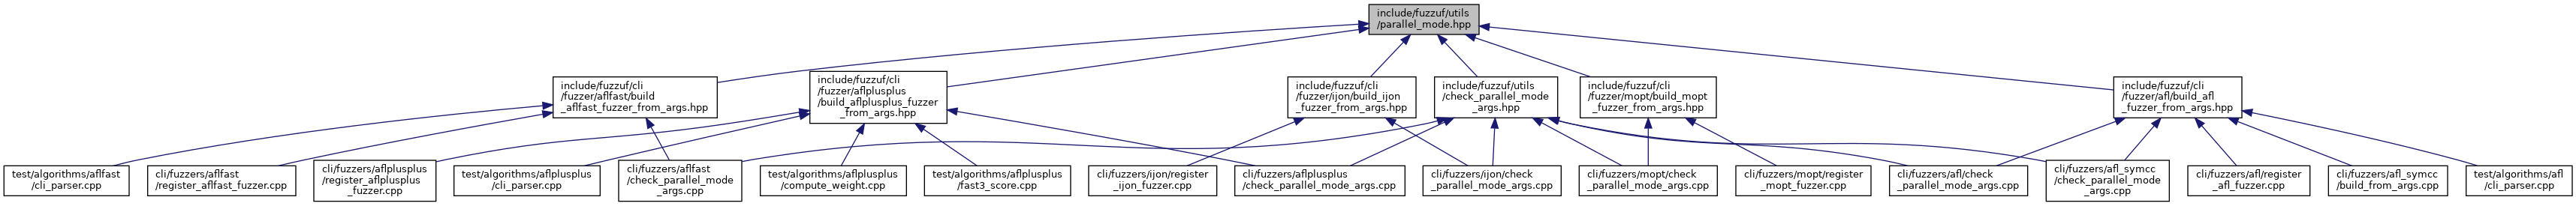 include/fuzzuf/utils
/parallel_mode.hpp
include/fuzzuf/cli
/fuzzer/aflfast/build
_aflfast_fuzzer_from_args.hpp
include/fuzzuf/cli
/fuzzer/aflplusplus
/build_aflplusplus_fuzzer
_from_args.hpp
include/fuzzuf/cli
/fuzzer/ijon/build_ijon
_fuzzer_from_args.hpp
include/fuzzuf/utils
/check_parallel_mode
_args.hpp
include/fuzzuf/cli
/fuzzer/mopt/build_mopt
_fuzzer_from_args.hpp
include/fuzzuf/cli
/fuzzer/afl/build_afl
_fuzzer_from_args.hpp
test/algorithms/aflfast
/cli_parser.cpp
cli/fuzzers/aflfast
/register_aflfast_fuzzer.cpp
cli/fuzzers/aflplusplus
/register_aflplusplus
_fuzzer.cpp
test/algorithms/aflplusplus
/cli_parser.cpp
cli/fuzzers/aflfast
/check_parallel_mode
_args.cpp
test/algorithms/aflplusplus
/compute_weight.cpp
test/algorithms/aflplusplus
/fast3_score.cpp
cli/fuzzers/ijon/register
_ijon_fuzzer.cpp
cli/fuzzers/aflplusplus
/check_parallel_mode_args.cpp
cli/fuzzers/ijon/check
_parallel_mode_args.cpp
cli/fuzzers/mopt/check
_parallel_mode_args.cpp
cli/fuzzers/mopt/register
_mopt_fuzzer.cpp
cli/fuzzers/afl/check
_parallel_mode_args.cpp
cli/fuzzers/afl_symcc
/check_parallel_mode
_args.cpp
cli/fuzzers/afl/register
_afl_fuzzer.cpp
cli/fuzzers/afl_symcc
/build_from_args.cpp
test/algorithms/afl
/cli_parser.cpp